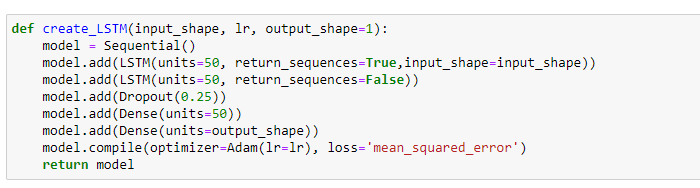 def create_LSTM(input_shape, lr, output_shape=1):
    model = Sequential()
    model.add(LSTM(units=50, return_sequences=True,input_shape=input_shape))
    model.add(LSTM(units=50, return_sequences=False))
    model.add(Dropout(0.25))
    model.add(Dense(units=50))
    model.add(Dense(units=output_shape))
    model.compile(optimizer=Adam(lr=lr), loss='mean_squared_error')
    return model